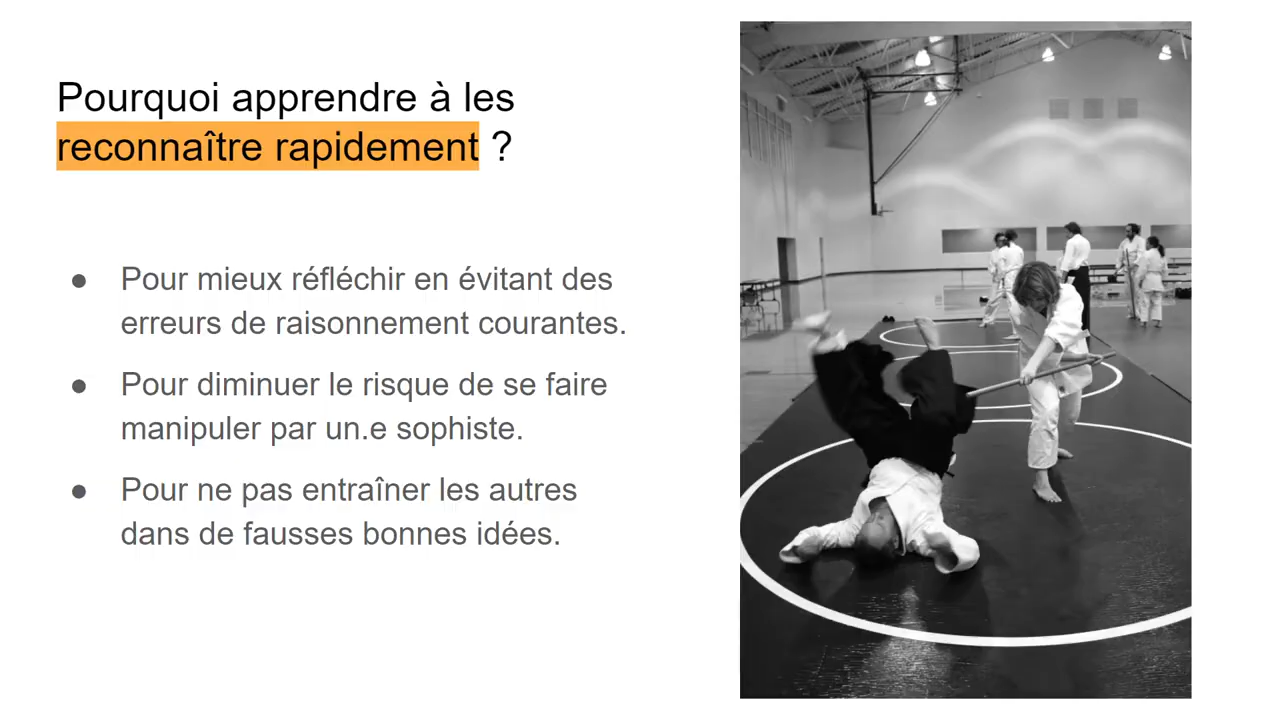 Pourquoi apprendre à les
reconnaître rapidement ?
● Pour mieux réfléchir en évitant des
erreurs de raisonnement courantes.
● Pour diminuer le risque de se faire
manipuler par un.e sophiste.
● Pour ne pas entraîner les autres
dans de fausses bonnes idées.